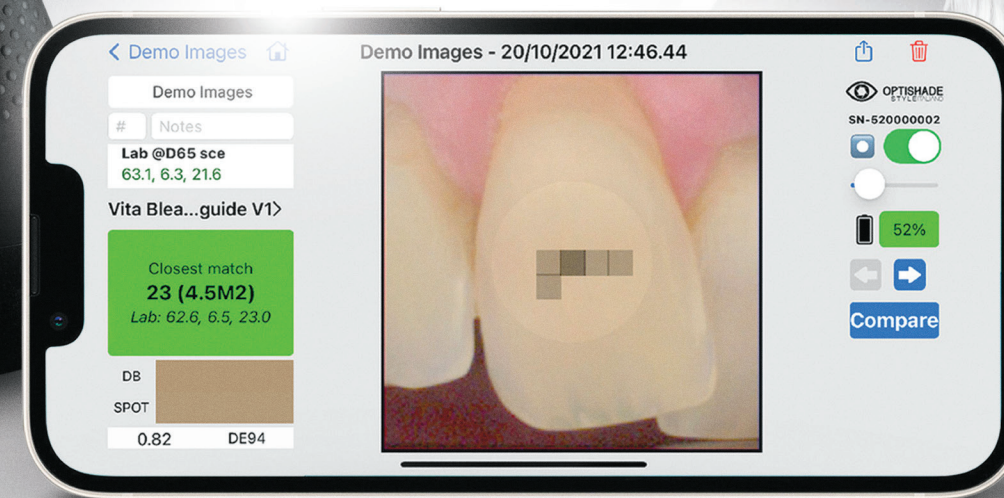 Demo Images
Demo Images - 20/10/2021 12:46.44
Demo Images
#
Notes
Lab @D65 sce
63.1, 6.3, 21.6
Vita Blea...guide V1>
Closest match
23 (4.5M2)
Lab: 62.6, 6.5, 23.0
DB
SPOT
0.82 DE94
OPTISHADE
STYLEITALIANO
SN-520000002
52%
Compare